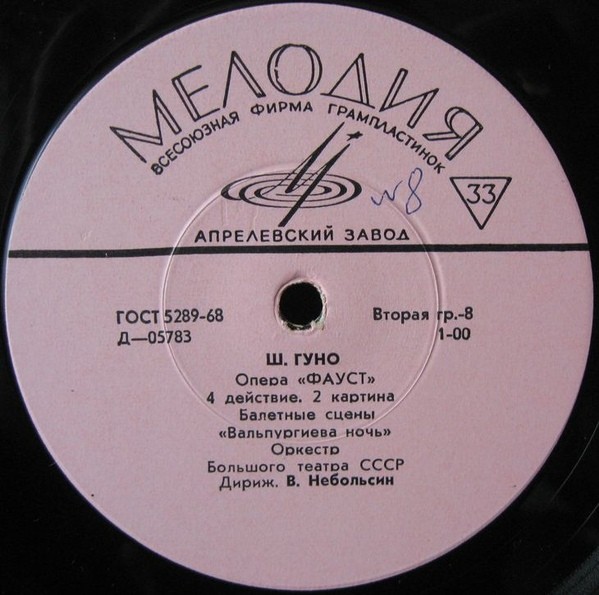 МЕЛОДИЯ
ВСЕСОЮЗНАЯ ФИРМА ГРАМПЛАСТИНОК
№8
33
АПРЕЛЕВСКИЙ ЗАВОД
ГОСТ 5289-68
Вторая гр.-8
Д—05783
1-00
Ш. ГУНО
Опера «ФАУСТ»
4 действие. 2 картина
Балетные сцены
«Вальпургиева ночь»
Оркестр
Большого театра СССР
Дириж. В. Небольсин